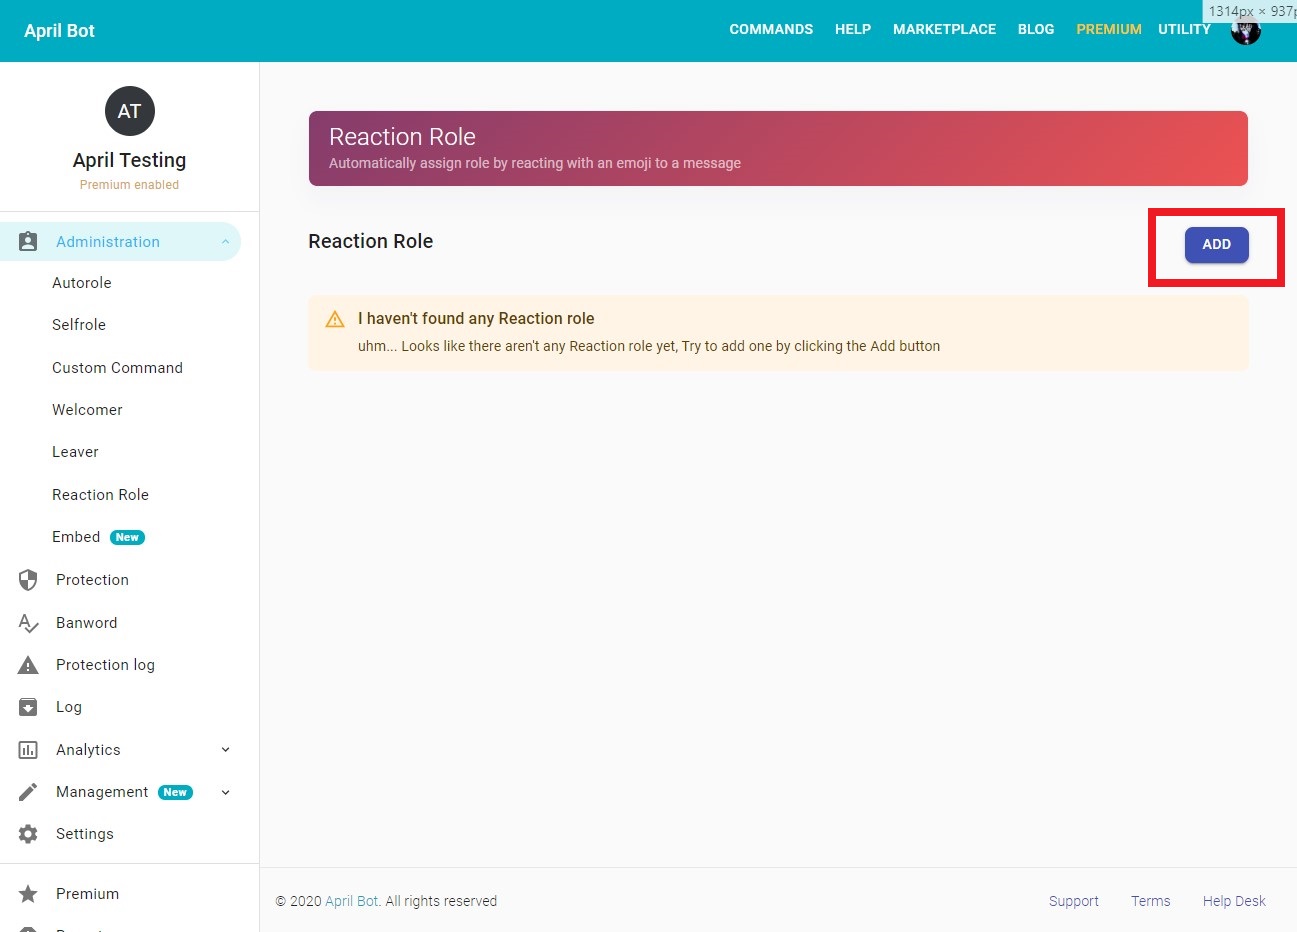 April Bot
COMMANDS HELP MARKETPLACE BLOG PREMIUM UTILITY
1314px × 937p
AT
April Testing
Premium enabled
Administration
Autorole
Selfrole
Custom Command
Welcomer
Leaver
Reaction Role
Embed New
Protection
Banword
Protection log
Log
Analytics
Management New
Settings
Premium
Reaction Role
Automatically assign role by reacting with an emoji to a message
Reaction Role
ADD
I haven't found any Reaction role
uhm... Looks like there aren't any Reaction role yet, Try to add one by clicking the Add button
© 2020 April Bot. All rights reserved
Support Terms Help Desk